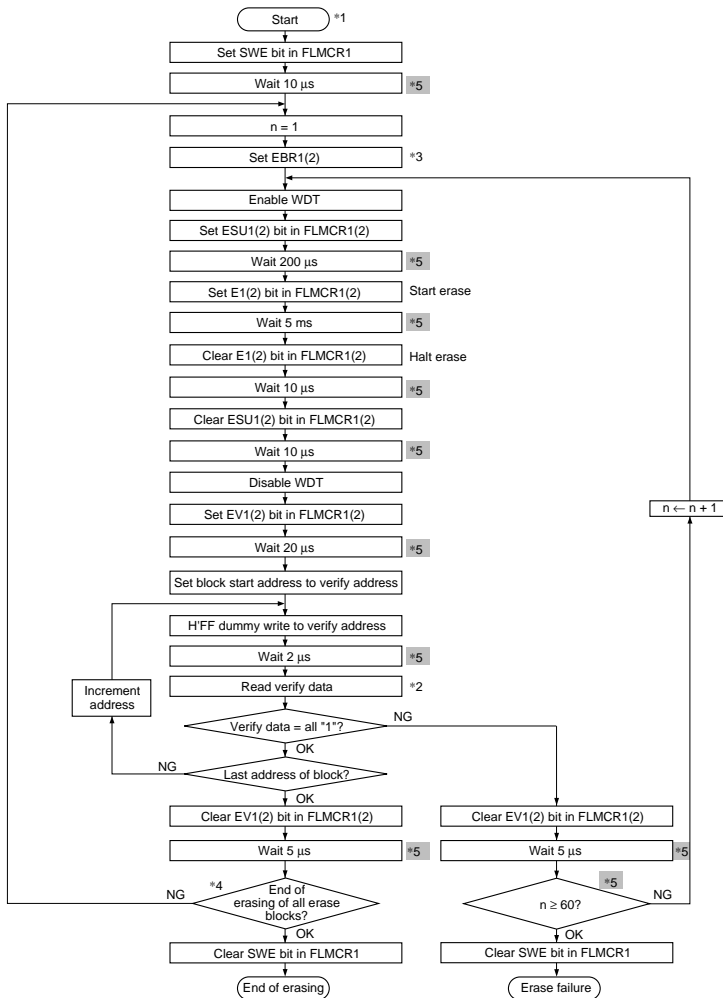 Start *1
Set SWE bit in FLMCR1
Wait 10 μs *5
n = 1
Set EBR1(2) *3
Enable WDT
Set ESU1(2) bit in FLMCR1(2)
Wait 200 μs *5
Set E1(2) bit in FLMCR1(2) Start erase
Wait 5 ms *5
Clear E1(2) bit in FLMCR1(2) Halt erase
Wait 10 μs *5
Clear ESU1(2) bit in FLMCR1(2)
Wait 10 μs *5
Disable WDT
Set EV1(2) bit in FLMCR1(2)
n ← n + 1
Wait 20 μs *5
Set block start address to verify address
H'FF dummy write to verify address
Wait 2 μs *5
Increment
address
Read verify data *2
Verify data = all "1"?
NG
OK
NG
Last address of block?
OK
Clear EV1(2) bit in FLMCR1(2)
Wait 5 μs *5
NG
*4
End of
erasing of all erase
blocks?
OK
Clear SWE bit in FLMCR1
End of erasing
Clear EV1(2) bit in FLMCR1(2)
Wait 5 μs *5
*5
n ≥ 60?
NG
OK
Clear SWE bit in FLMCR1
Erase failure